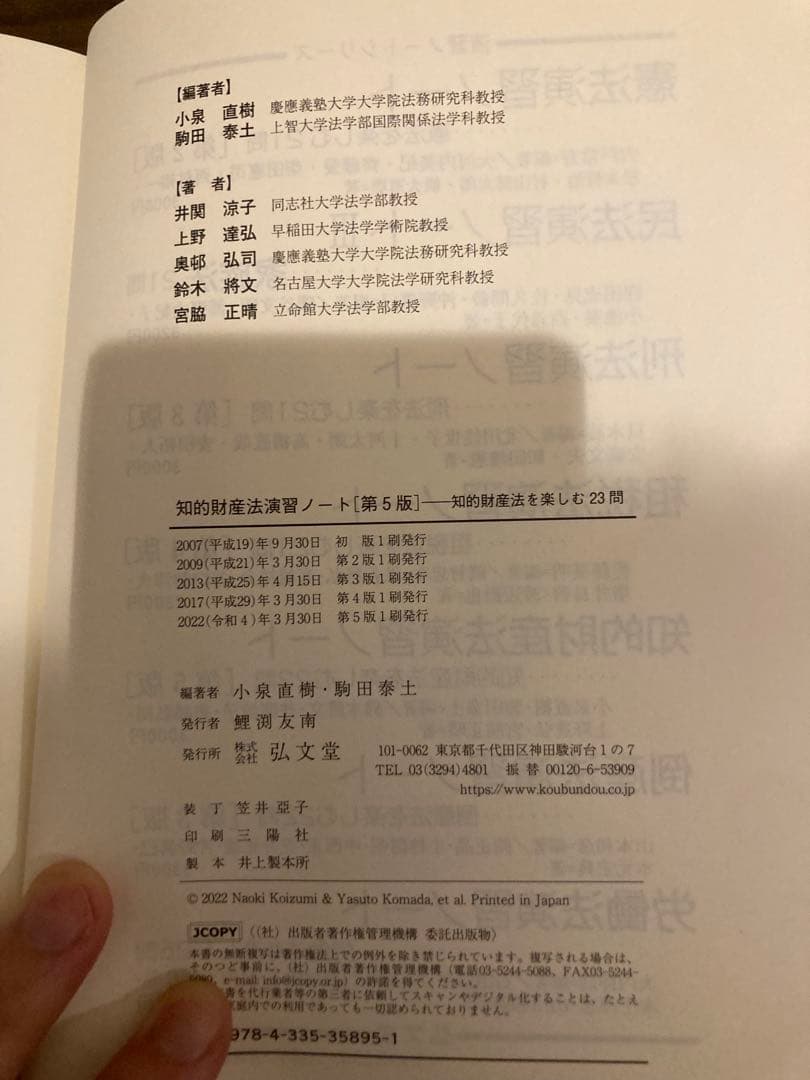 【編著者】
小泉 直樹 慶應義塾大学大学院法務研究科教授
駒田 泰土 上智大学法学部国際関係法学科教授
【著 者】
井関 涼子 同志社大学法学部教授
上野 達弘 早稲田大学法学学術院教授
奥邨 弘司 慶應義塾大学大学院法務研究科教授
鈴木 將文 名古屋大学大学院法学研究科教授
宮脇 正晴 立命館大学法学部教授
知的財産法演習ノート[第5版]──知的財産法を楽しむ23問
2007(平成19)年9月30日 初 版1刷発行
2009(平成21)年3月30日 第2版1刷発行
2013(平成25)年4月15日 第3版1刷発行
2017(平成29)年3月30日 第4版1刷発行
2022(令和4)年3月30日 第5版1刷発行
編著者 小泉直樹・駒田泰土
発行者 鯉渕友南
発行所 株式会社 弘文堂 101-0062 東京都千代田区神田駿河台1の7
TEL 03(3294)4801 振替 00120-6-53909
https://www.koubundou.co.jp
装 丁 笠井亞子
印 刷 三陽社
製 本 井上製本所
© 2022 Naoki Koizumi & Yasuto Komada, et al. Printed in Japan
JCOPY 〈(社)出版者著作権管理機構 委託出版物〉
本書の無断複写は著作権法上での例外を除き禁じられています。複写される場合は、
そのつど事前に、(社)出版者著作権管理機構(電話03-5244-5088、FAX03-5244-
5089、e-mail: info@jcopy.or.jp)の許諾を得てください。
書を代行業者等の第三者に依頼してスキャンやデジタル化することは、たとえ
家庭内での利用であっても一切認められておりません。
978-4-335-35895-1